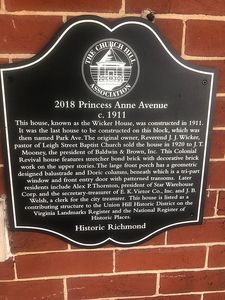 THE CHURCH HILL
ASSOCIATION
2018 Princess Anne Avenue
c. 1911
This house, known as the Wicker House, was constructed in 1911.
It was the last house to be constructed on this block, which was
then named Park Ave. The original owner, Reverend J. J. Wicker,
pastor of Leigh Street Baptist Church sold the house in 1920 to J. T.
Mooney, the president of Baldwin & Brown, Inc. This Colonial
Revival house features stretcher bond brick with decorative brick
work on the upper stories. The large front porch has a geometric
designed balustrade and Doric columns, beneath which is a tri-part
window and front entry door with patterned transoms. Later
residents include Alex P. Thornton, president of Star Warehouse
Corp. and the secretary-treasurer of E. K. Vietor Co., Inc. and J. B.
Welsh, a clerk for the city treasurer. This house is listed as a
contributing structure to the Union Hill Historic District on the
Virginia Landmarks Register and the National Register of
Historic Places.
Historic Richmond